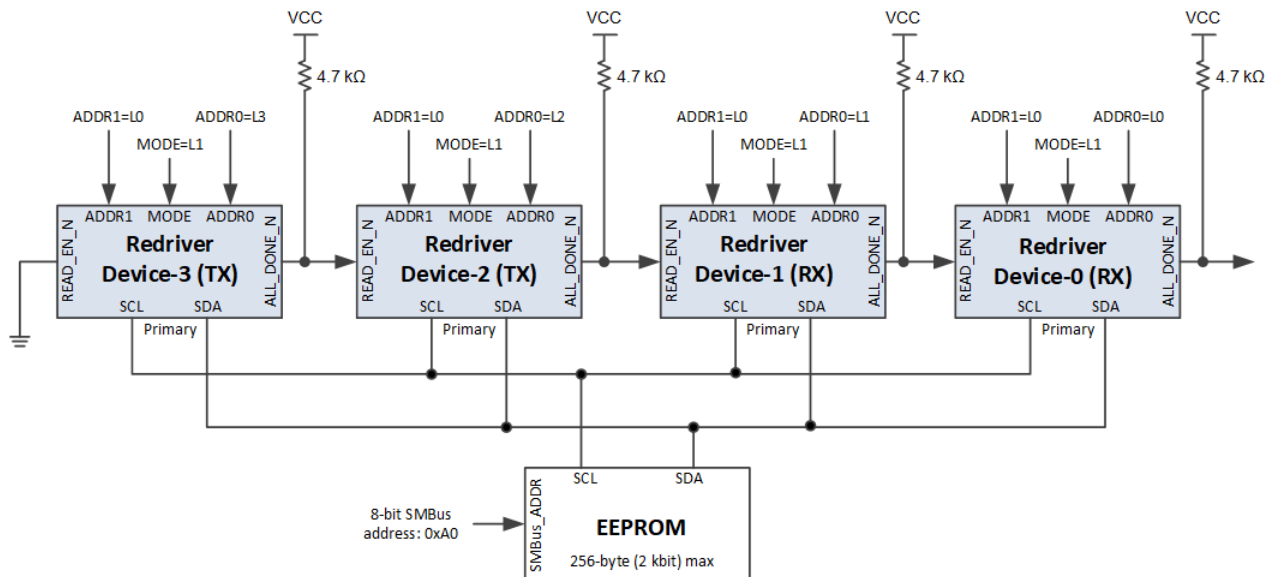 VCC
VCC
VCC
VCC
4.7 kΩ
4.7 kΩ
4.7 kΩ
4.7 kΩ
ADDR1=L0
ADDR0=L3
ADDR1=L0
ADDR0=L2
ADDR1=L0
ADDR0=L1
ADDR1=L0
ADDR0=L0
MODE=L1
MODE=L1
MODE=L1
MODE=L1
READ_EN_N
ADDR1
MODE
ADDR0
ALL_DONE_N
Redriver
Device-3 (TX)
SCL
SDA
Primary
READ_EN_N
ADDR1
MODE
ADDR0
ALL_DONE_N
Redriver
Device-2 (TX)
SCL
SDA
Primary
READ_EN_N
ADDR1
MODE
ADDR0
ALL_DONE_N
Redriver
Device-1 (RX)
SCL
SDA
Primary
READ_EN_N
ADDR1
MODE
ADDR0
ALL_DONE_N
Redriver
Device-0 (RX)
SCL
SDA
Primary
8-bit SMBus
address: 0xA0
SMBus_ADDR
SCL
SDA
EEPROM
256-byte (2 kbit) max